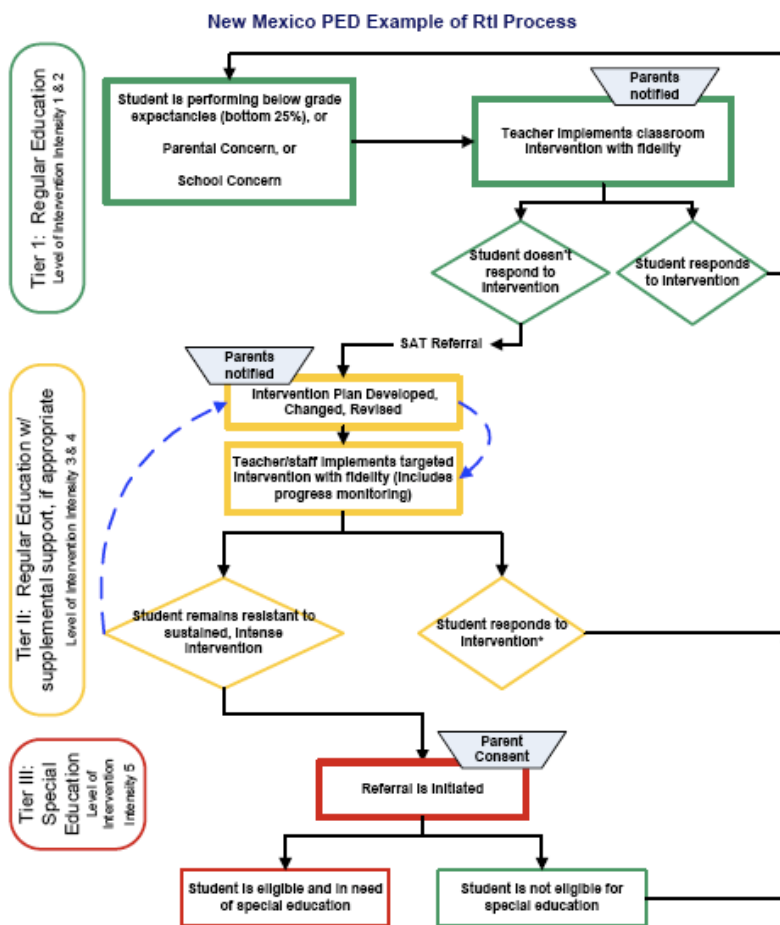 New Mexico PED Example of RtI Process
Tier 1: Regular Education
Level of Intervention Intensity 1 & 2
Student is performing below grade
expectancies (bottom 25%), or
Parental Concern, or
School Concern
Parents
notified
Teacher implements classroom
Intervention with fidelity
Student doesn't
respond to
Intervention
Student responds
to Intervention
SAT Referral
Tier II: Regular Education w/
supplemental support, if appropriate
Level of Intervention Intensity 3 & 4
Parents
notified
Intervention Plan Developed,
Changed, Revised
Teacher/staff implements targeted
Intervention with fidelity (includes
progress monitoring)
Student remains resistant to
sustained, Intense
Intervention
Student responds to
Intervention*
Tier III:
Special
Education
Level of
Intervention
Intensity 5
Parent
Consent
Referral is initiated
Student is eligible and in need
of special education
Student is not eligible for
special education